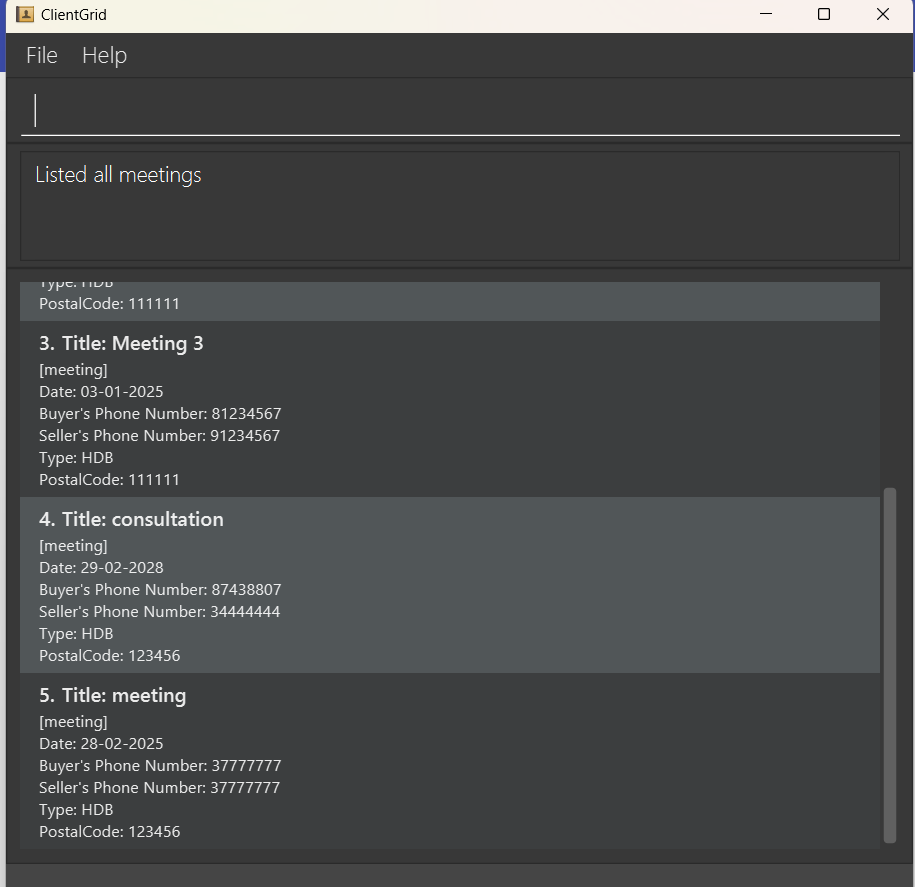 ClientGrid
File Help
Listed all meetings
Type: HDB
PostalCode: 111111
3. Title: Meeting 3
[meeting]
Date: 03-01-2025
Buyer's Phone Number: 81234567
Seller's Phone Number: 91234567
Type: HDB
PostalCode: 111111
4. Title: consultation
[meeting]
Date: 29-02-2028
Buyer's Phone Number: 87438807
Seller's Phone Number: 34444444
Type: HDB
PostalCode: 123456
5. Title: meeting
[meeting]
Date: 28-02-2025
Buyer's Phone Number: 37777777
Seller's Phone Number: 37777777
Type: HDB
PostalCode: 123456